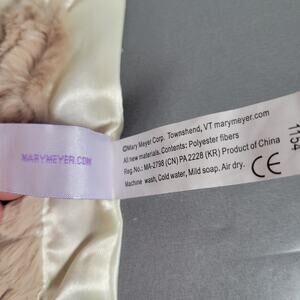 MARYMEYER.COM
©Mary Meyer Corp. Townshend, VT marymeyer.com
All new materials. Contents: Polyester fibers
Reg. No.: MA-2798 (CN) PA 2228 (KR) Product of China
Machine wash, Cold water, Mild soap. Air dry.
CE